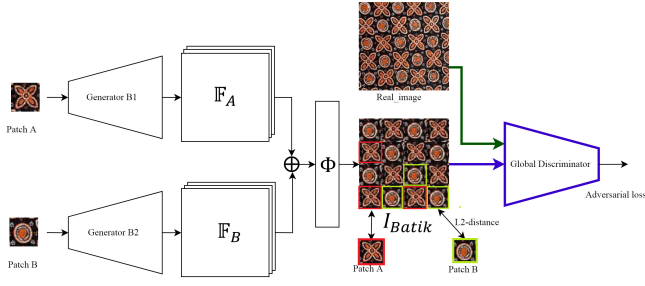 Patch A
Generator B1
𝔽_A
Real_image
Φ
Global Discriminator
Adversarial loss
Patch B
Generator B2
𝔽_B
I_Batik
L2-distance
Patch A
Patch B